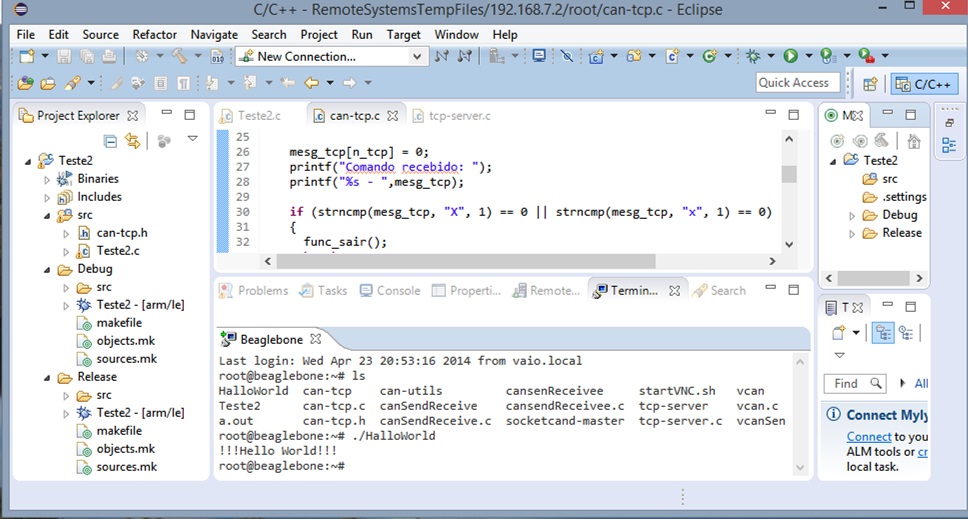 C/C++ - RemoteSystemsTempFiles/192.168.7.2/root/can-tcp.c - Eclipse
File Edit Source Refactor Navigate Search Project Run Target Window Help
New Connection...
Quick Access
C/C++
Project Explorer
Teste2
Binaries
Includes
src
can-tcp.h
Teste2.c
Debug
src
Teste2 - [arm/le]
makefile
objects.mk
sources.mk
Release
src
Teste2 - [arm/le]
makefile
objects.mk
sources.mk
Teste2.c can-tcp.c tcp-server.c
25
26 mesg_tcp[n_tcp] = 0;
27 printf("Comando recebido: ");
28 printf("%s - ",mesg_tcp);
29
30 if (strncmp(mesg_tcp, "X", 1) == 0 || strncmp(mesg_tcp, "x", 1) == 0)
31 {
32 func_sair();
Problems Tasks Console Properti... Remote... Termin... Search
Beaglebone
Last login: Wed Apr 23 20:53:16 2014 from vaio.local
root@beaglebone:~# ls
HalloWorld can-tcp can-utils cansenReceivee startVNC.sh vcan
Teste2 can-tcp.c canSendReceive cansendreceivee.c tcp-server vcan.c
a.out can-tcp.h canSendReceive.c socketcand-master tcp-server.c vcanSen
root@beaglebone:~# ./HalloWorld
!!!Hello World!!!
root@beaglebone:~#
Teste2
src
.settings
Debug
Release
T
Find
All
Connect Myly
Connect to you
ALM tools or cr
local task.